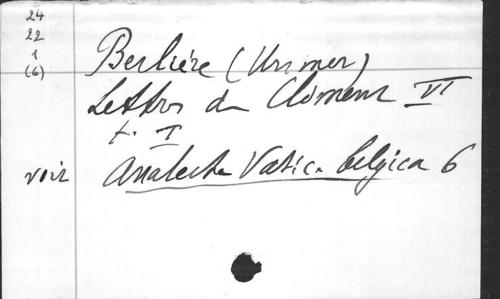 24
22
1
(6)
Berlière (Ursmer)
Lettres de Clément VI
t. I
voir Analecta Vatic. belgica 6